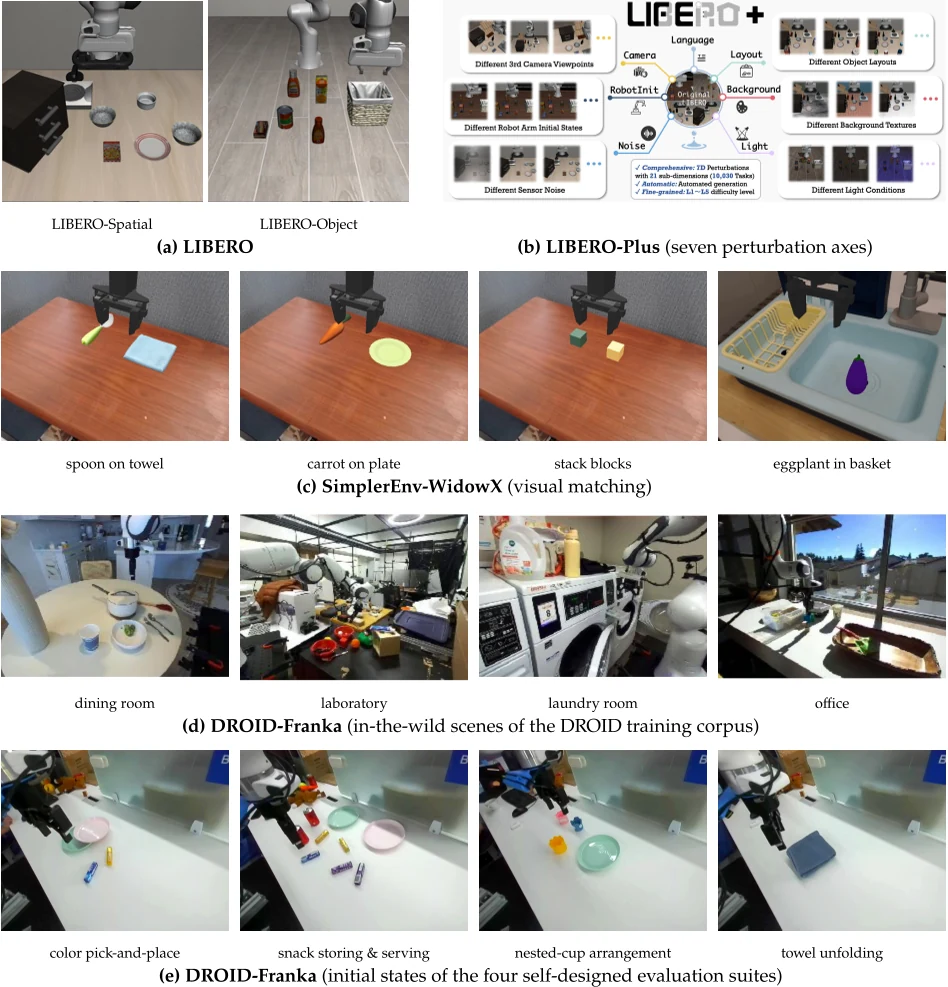 LIBERO-Spatial
LIBERO-Object
(a) LIBERO
LIBERO +
Different 3rd Camera Viewpoints
Different Robot Arm Initial States
Different Sensor Noise
Camera
RobotInit
Noise
Language
Original
LIBERO
Layout
Background
Light
Different Object Layouts
Different Background Textures
Different Light Conditions
✓ Comprehensive: 7D Perturbations
with 21 sub-dimensions (10,030 Tasks)
✓ Automatic: Automated generation
✓ Fine-grained: L1~L5 difficulty level
(b) LIBERO-Plus (seven perturbation axes)
spoon on towel
carrot on plate
stack blocks
eggplant in basket
(c) SimplerEnv-WidowX (visual matching)
dining room
laboratory
laundry room
office
(d) DROID-Franka (in-the-wild scenes of the DROID training corpus)
color pick-and-place
snack storing & serving
nested-cup arrangement
towel unfolding
(e) DROID-Franka (initial states of the four self-designed evaluation suites)